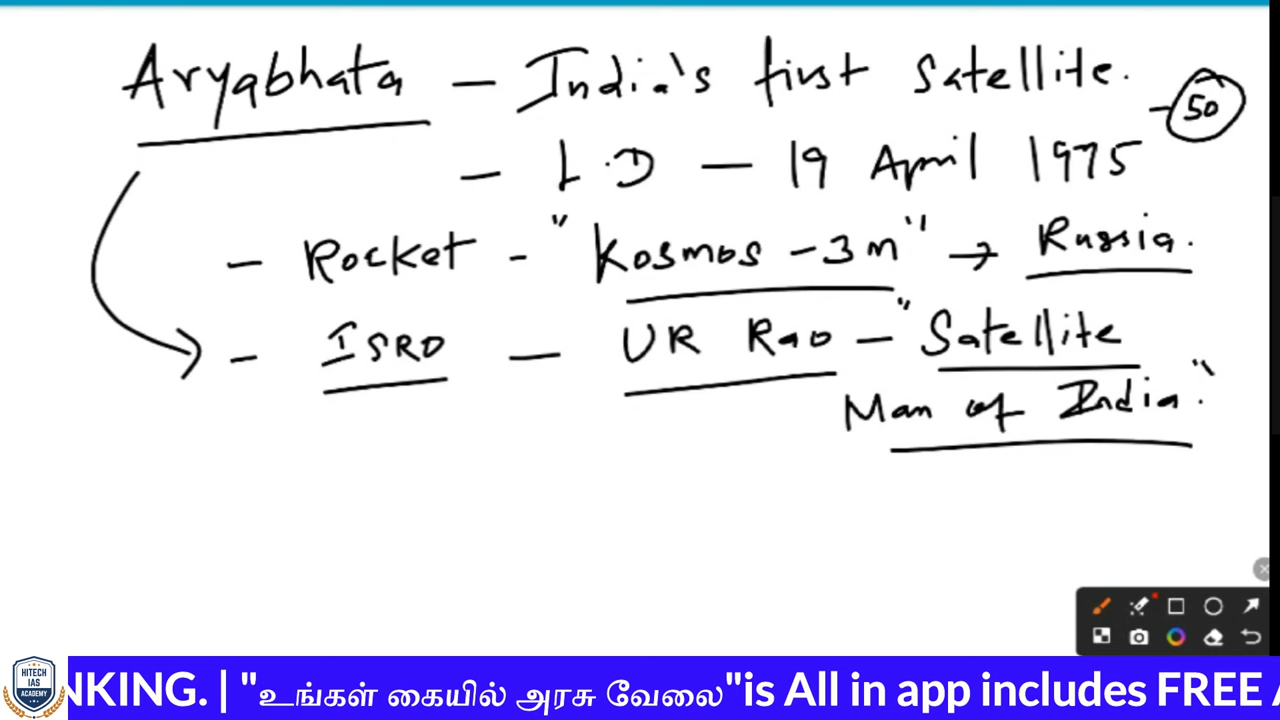 Aryabhata - India's first Satellite.
- L.D - 19 April 1975 - 50
- Rocket - "Kosmos - 3M" → Russia.
- ISRO - UR Rao - "Satellite
Man of India."
HITECH
IAS
ACADEMY
NKING. | "உங்கள் கையில் அரசு வேலை"is All in app includes FREE A